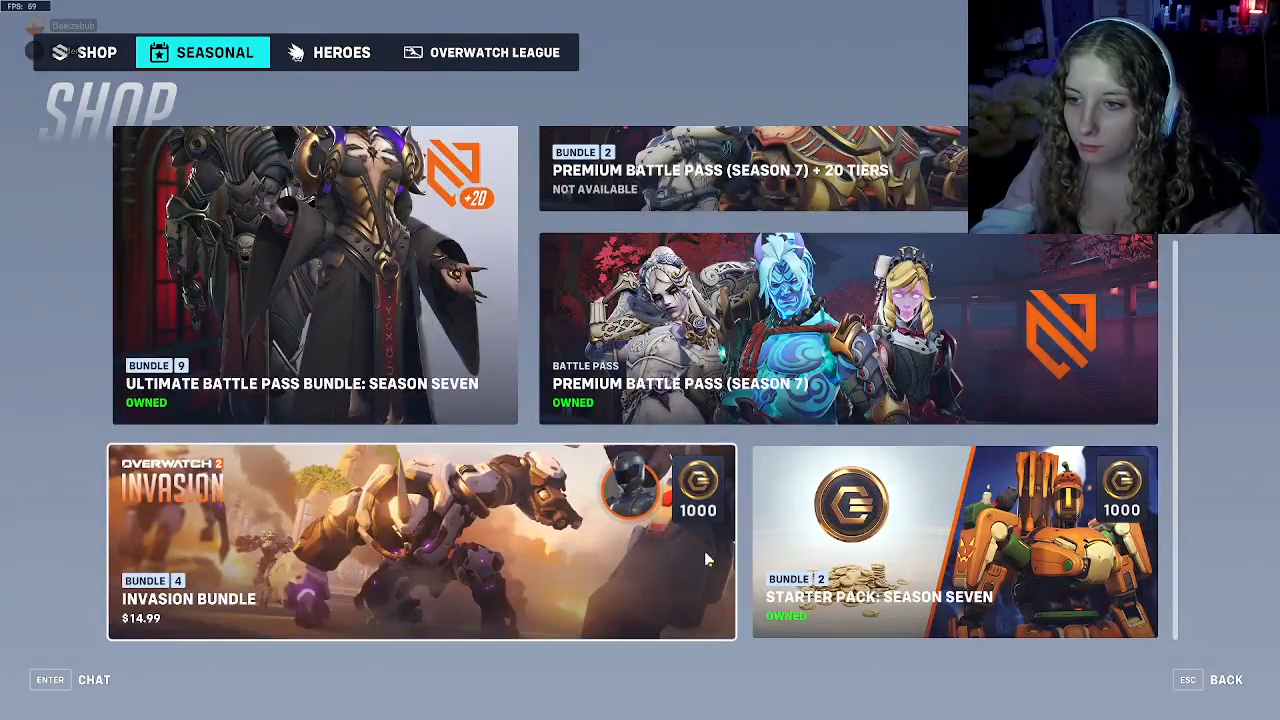 FPS: 59
Beelzebub
SHOP
SEASONAL
HEROES
OVERWATCH LEAGUE
SHOP
+20
BUNDLE 9
ULTIMATE BATTLE PASS BUNDLE: SEASON SEVEN
OWNED
BUNDLE 2
PREMIUM BATTLE PASS (SEASON 7) + 20 TIERS
NOT AVAILABLE
BATTLE PASS
PREMIUM BATTLE PASS (SEASON 7)
OWNED
OVERWATCH 2
INVASION
1000
BUNDLE 4
INVASION BUNDLE
$14.99
1000
BUNDLE 2
STARTER PACK: SEASON SEVEN
OWNED
ENTER CHAT
ESC BACK